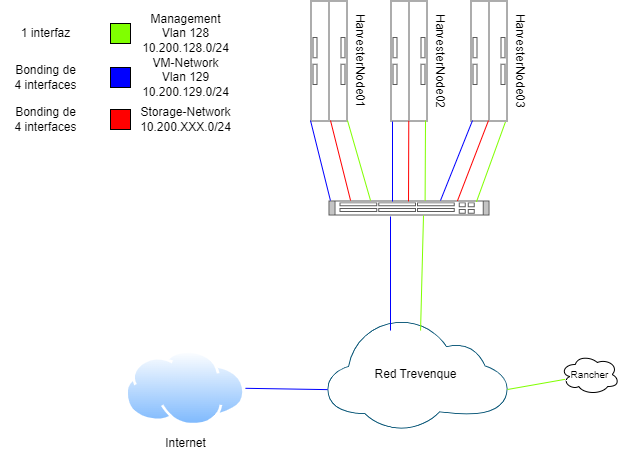 1 interfaz
Management
Vlan 128
10.200.128.0/24
Bonding de
4 interfaces
VM-Network
Vlan 129
10.200.129.0/24
Bonding de
4 interfaces
Storage-Network
10.200.XXX.0/24
HarvesterNode01
HarvesterNode02
HarvesterNode03
Red Trevenque
Rancher
Internet